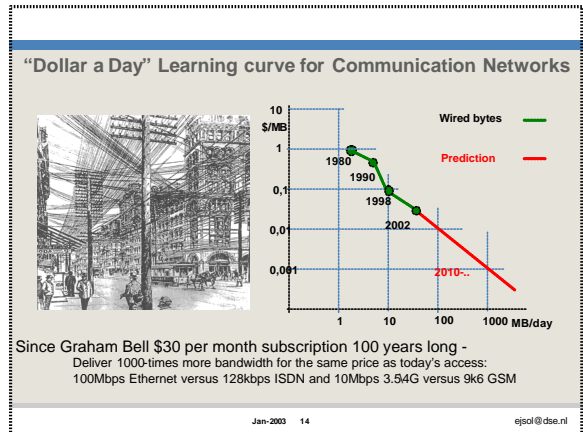 “Dollar a Day” Learning curve for Communication Networks
10
$/MB
1
0,1
0,01
0,001
1980
1990
1998
2002
2010-..
Wired bytes
Prediction
1 10 100 1000 MB/day
Since Graham Bell $30 per month subscription 100 years long -
Deliver 1000-times more bandwidth for the same price as today’s access:
100Mbps Ethernet versus 128kbps ISDN and 10Mbps 3.5\4G versus 9k6 GSM
Jan-2003 14 ejsol@dse.nl